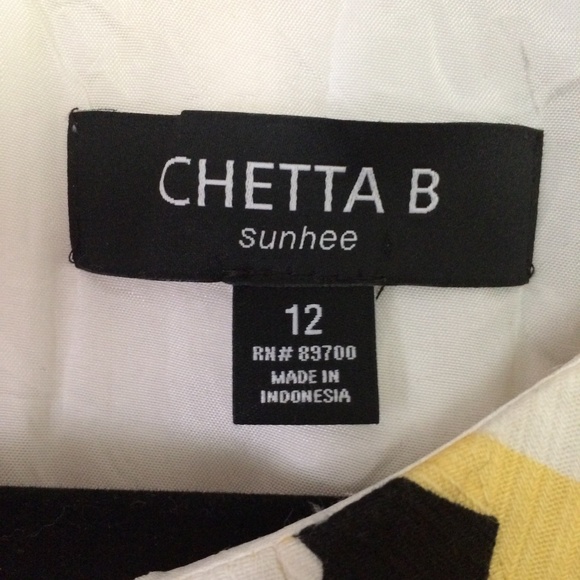 CHETTA B
sunhee
12
RN# 89700
MADE IN
INDONESIA